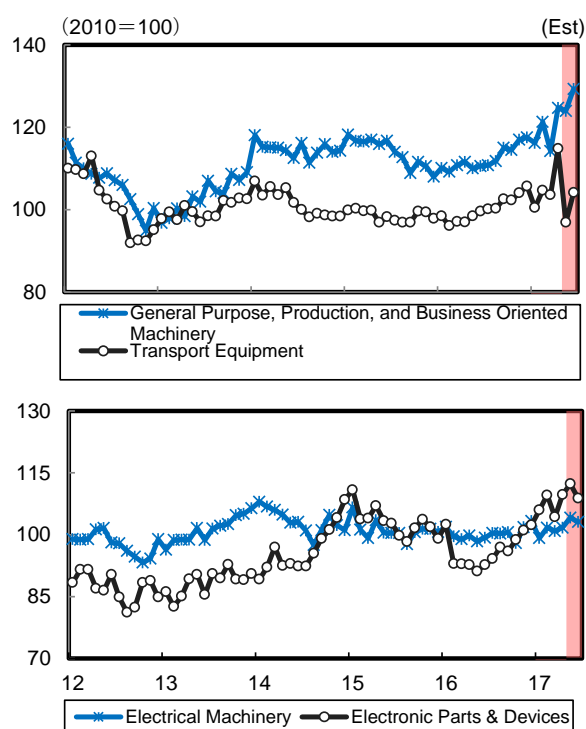 (2010＝100)
(Est)
140
120
100
80
General Purpose, Production, and Business Oriented
Machinery
Transport Equipment
130
115
100
85
70
12 13 14 15 16 17
Electrical Machinery Electronic Parts & Devices